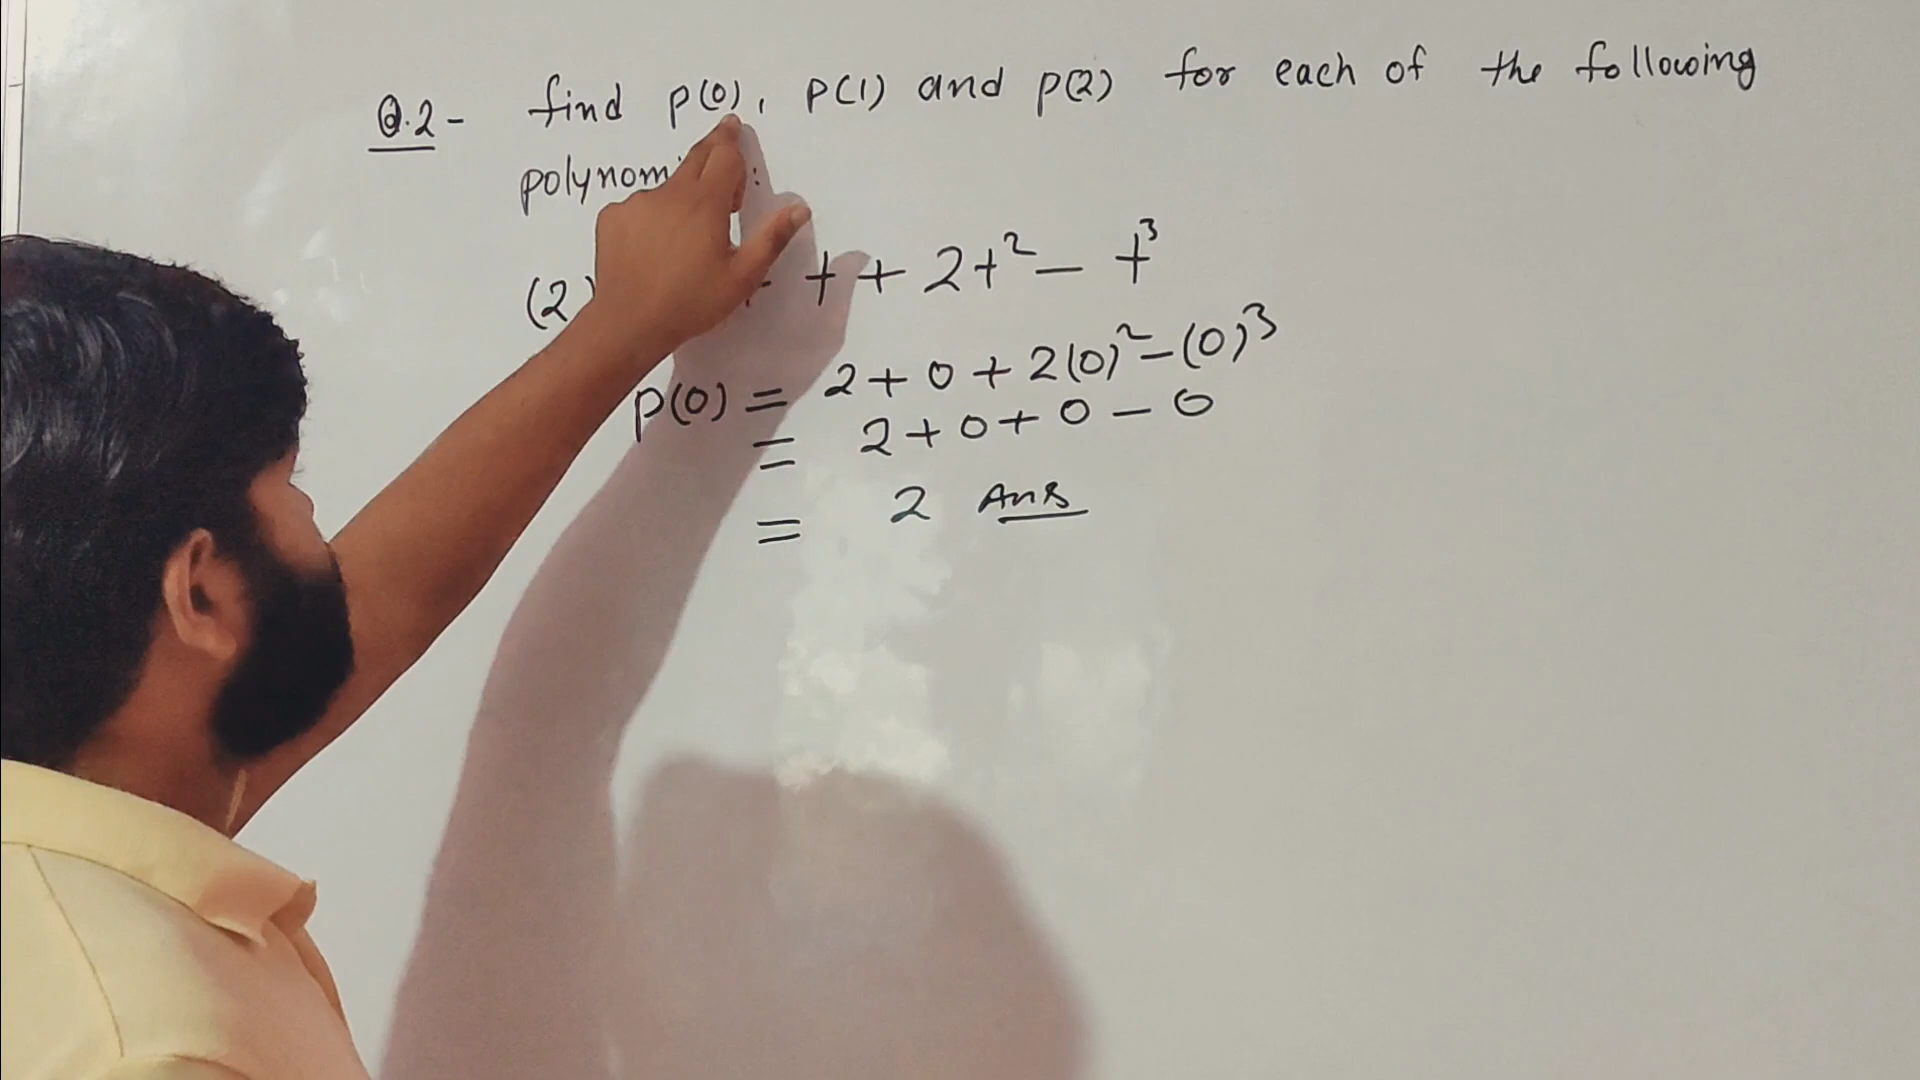 Q.2- find p(0), p(1) and p(2) for each of the following
(2) t + 2t² - t³
p(0) = 2 + 0 + 2(0)² - (0)³
= 2 + 0 + 0 - 0
= 2 Ans